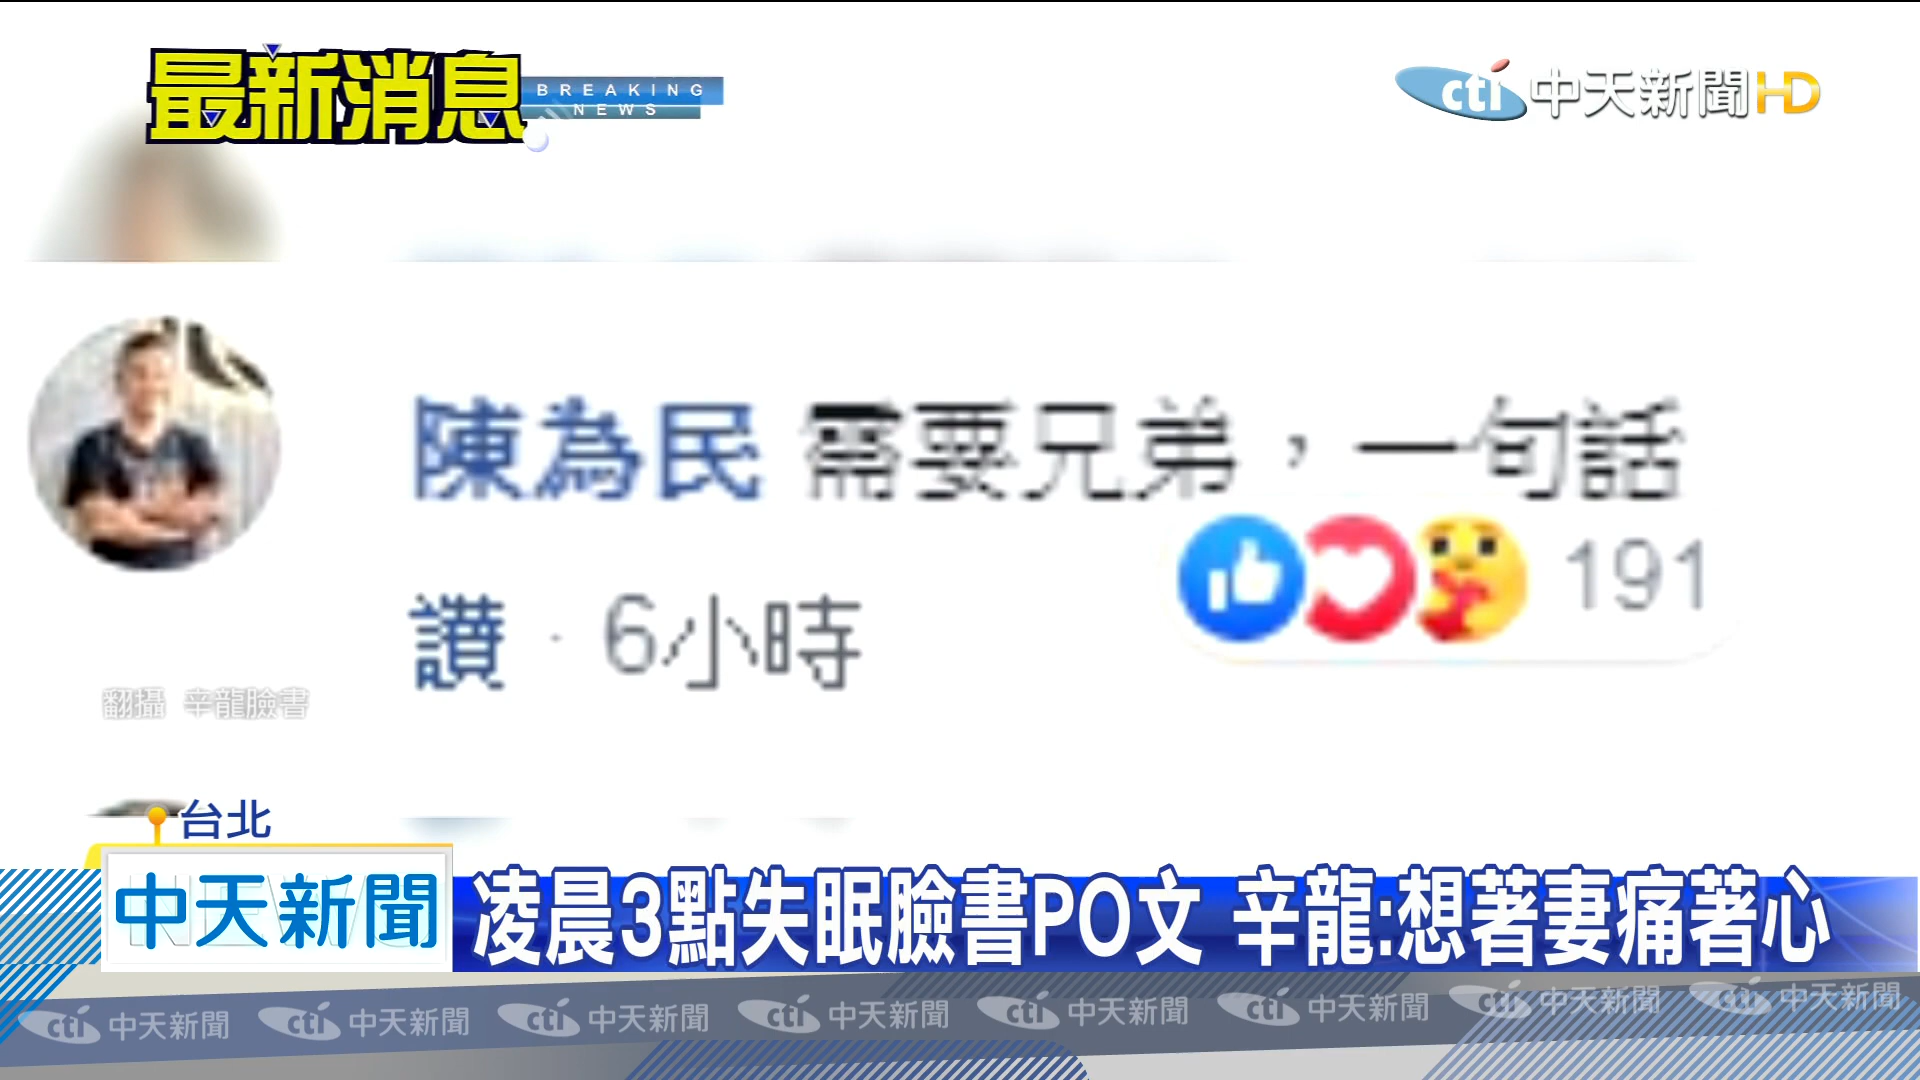 最新消息
BREAKING
NEWS
cti 中天新聞HD
陳為民 需要兄弟，一句話
191
讚 · 6小時
翻攝 辛龍臉書
台北
中天新聞
凌晨3點失眠臉書PO文 辛龍:想著妻痛著心
cti 中天新聞 cti 中天新聞 cti 中天新聞 cti 中天新聞 cti 中天新聞 cti 中天新聞 cti 中天新聞 cti 中天新聞